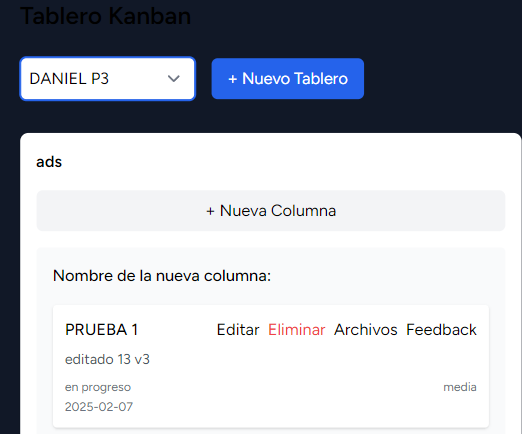 Tablero Kanban
DANIEL P3
+ Nuevo Tablero
ads
+ Nueva Columna
Nombre de la nueva columna:
PRUEBA 1 Editar Eliminar Archivos Feedback
editado 13 v3
en progreso media
2025-02-07